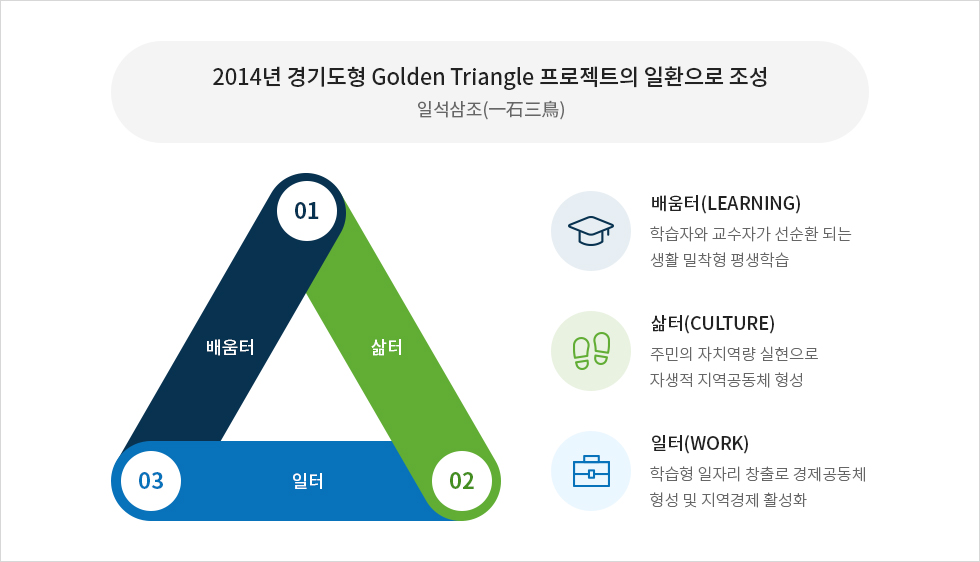 2014년 경기도형 Golden Triangle 프로젝트의 일환으로 조성
일석삼조(一石三鳥)
01
배움터
삶터
03
일터
02
배움터(LEARNING)
학습자와 교수자가 선순환 되는
생활 밀착형 평생학습
삶터(CULTURE)
주민의 자치역량 실현으로
자생적 지역공동체 형성
일터(WORK)
학습형 일자리 창출로 경제공동체
형성 및 지역경제 활성화